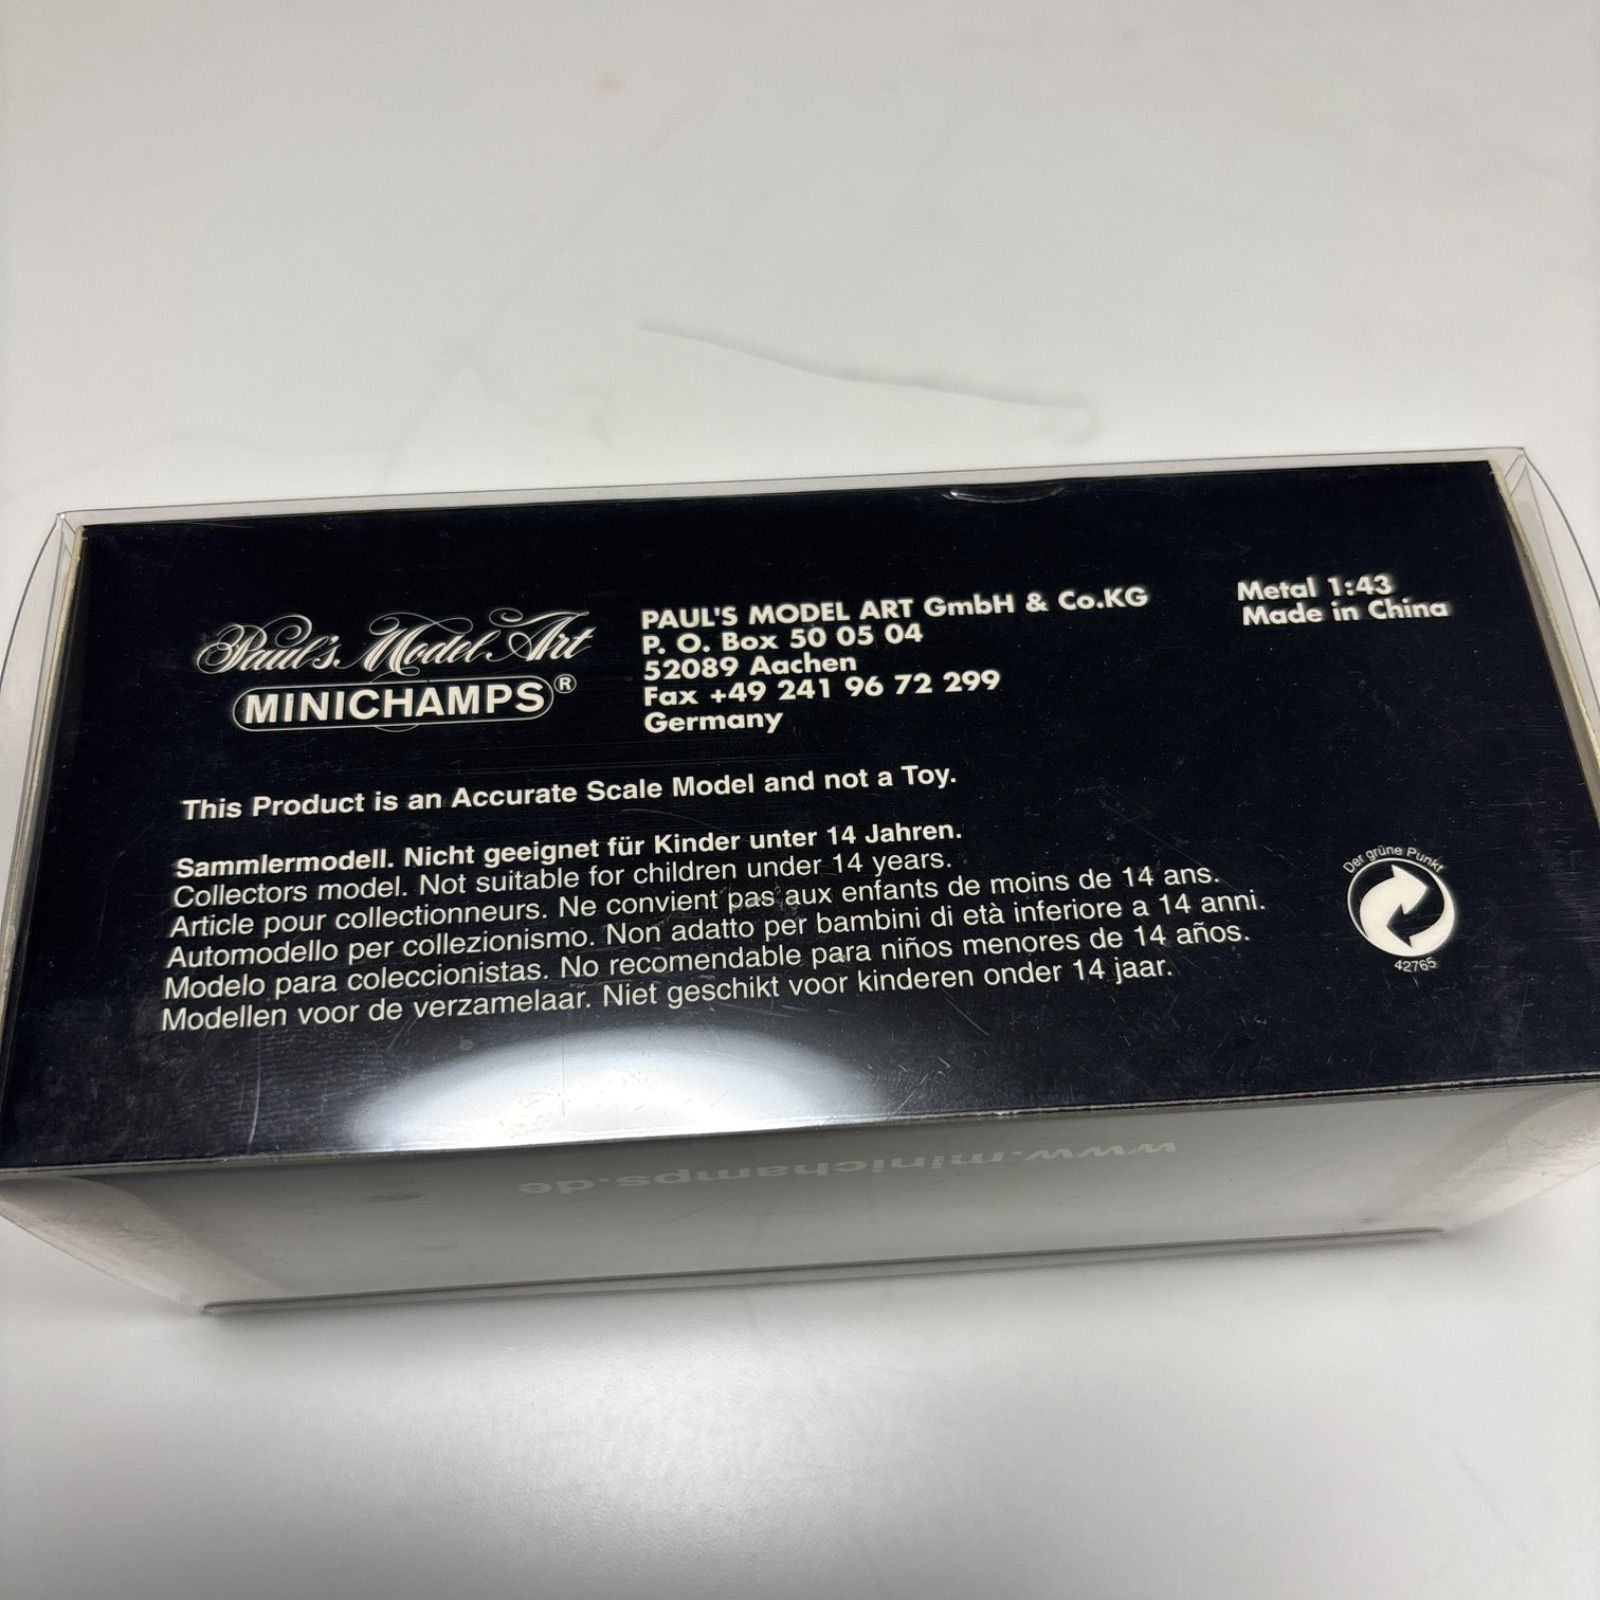 Paul's Model Art
MINICHAMPS®
PAUL'S MODEL ART GmbH & Co.KG
P. O. Box 50 05 04
52089 Aachen
Fax +49 241 96 72 299
Germany
Metal 1:43
Made in China
This Product is an Accurate Scale Model and not a Toy.
Sammlermodell. Nicht geeignet für Kinder unter 14 Jahren.
Collectors model. Not suitable for children under 14 years.
Article pour collectionneurs. Ne convient pas aux enfants de moins de 14 ans.
Automodello per collezionismo. Non adatto per bambini di età inferiore a 14 anni.
Modelo para coleccionistas. No recomendable para niños menores de 14 años.
Modellen voor de verzamelaar. Niet geschikt voor kinderen onder 14 jaar.
Der grüne Punkt
42765
www.minichamps.de